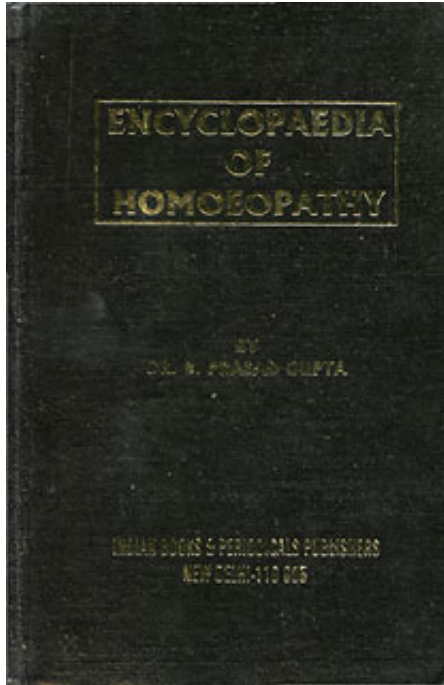 ENCYCLOPAEDIA
OF
HOMOEOPATHY
BY
DR. PRASAD GUPTA
INDIAN BOOKS & PERIODICALS PUBLISHERS
NEW DELHI-110 005